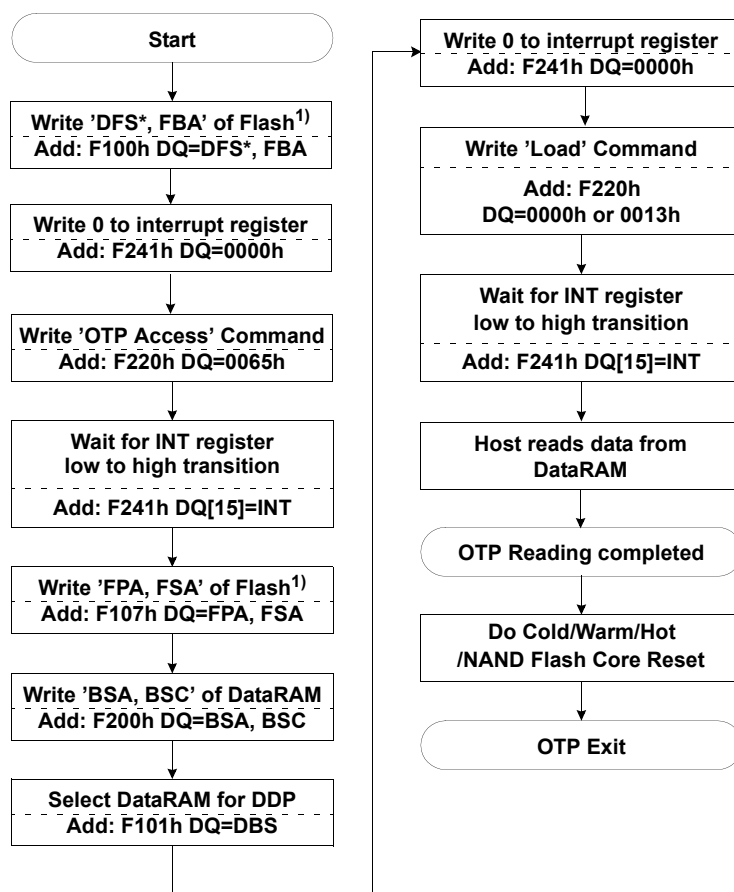 Start
Write 'DFS*, FBA' of Flash1)
Add: F100h DQ=DFS*, FBA
Write 0 to interrupt register
Add: F241h DQ=0000h
Write 'OTP Access' Command
Add: F220h DQ=0065h
Wait for INT register
low to high transition
Add: F241h DQ[15]=INT
Write 'FPA, FSA' of Flash1)
Add: F107h DQ=FPA, FSA
Write 'BSA, BSC' of DataRAM
Add: F200h DQ=BSA, BSC
Select DataRAM for DDP
Add: F101h DQ=DBS
Write 0 to interrupt register
Add: F241h DQ=0000h
Write 'Load' Command
Add: F220h
DQ=0000h or 0013h
Wait for INT register
low to high transition
Add: F241h DQ[15]=INT
Host reads data from
DataRAM
OTP Reading completed
Do Cold/Warm/Hot
/NAND Flash Core Reset
OTP Exit